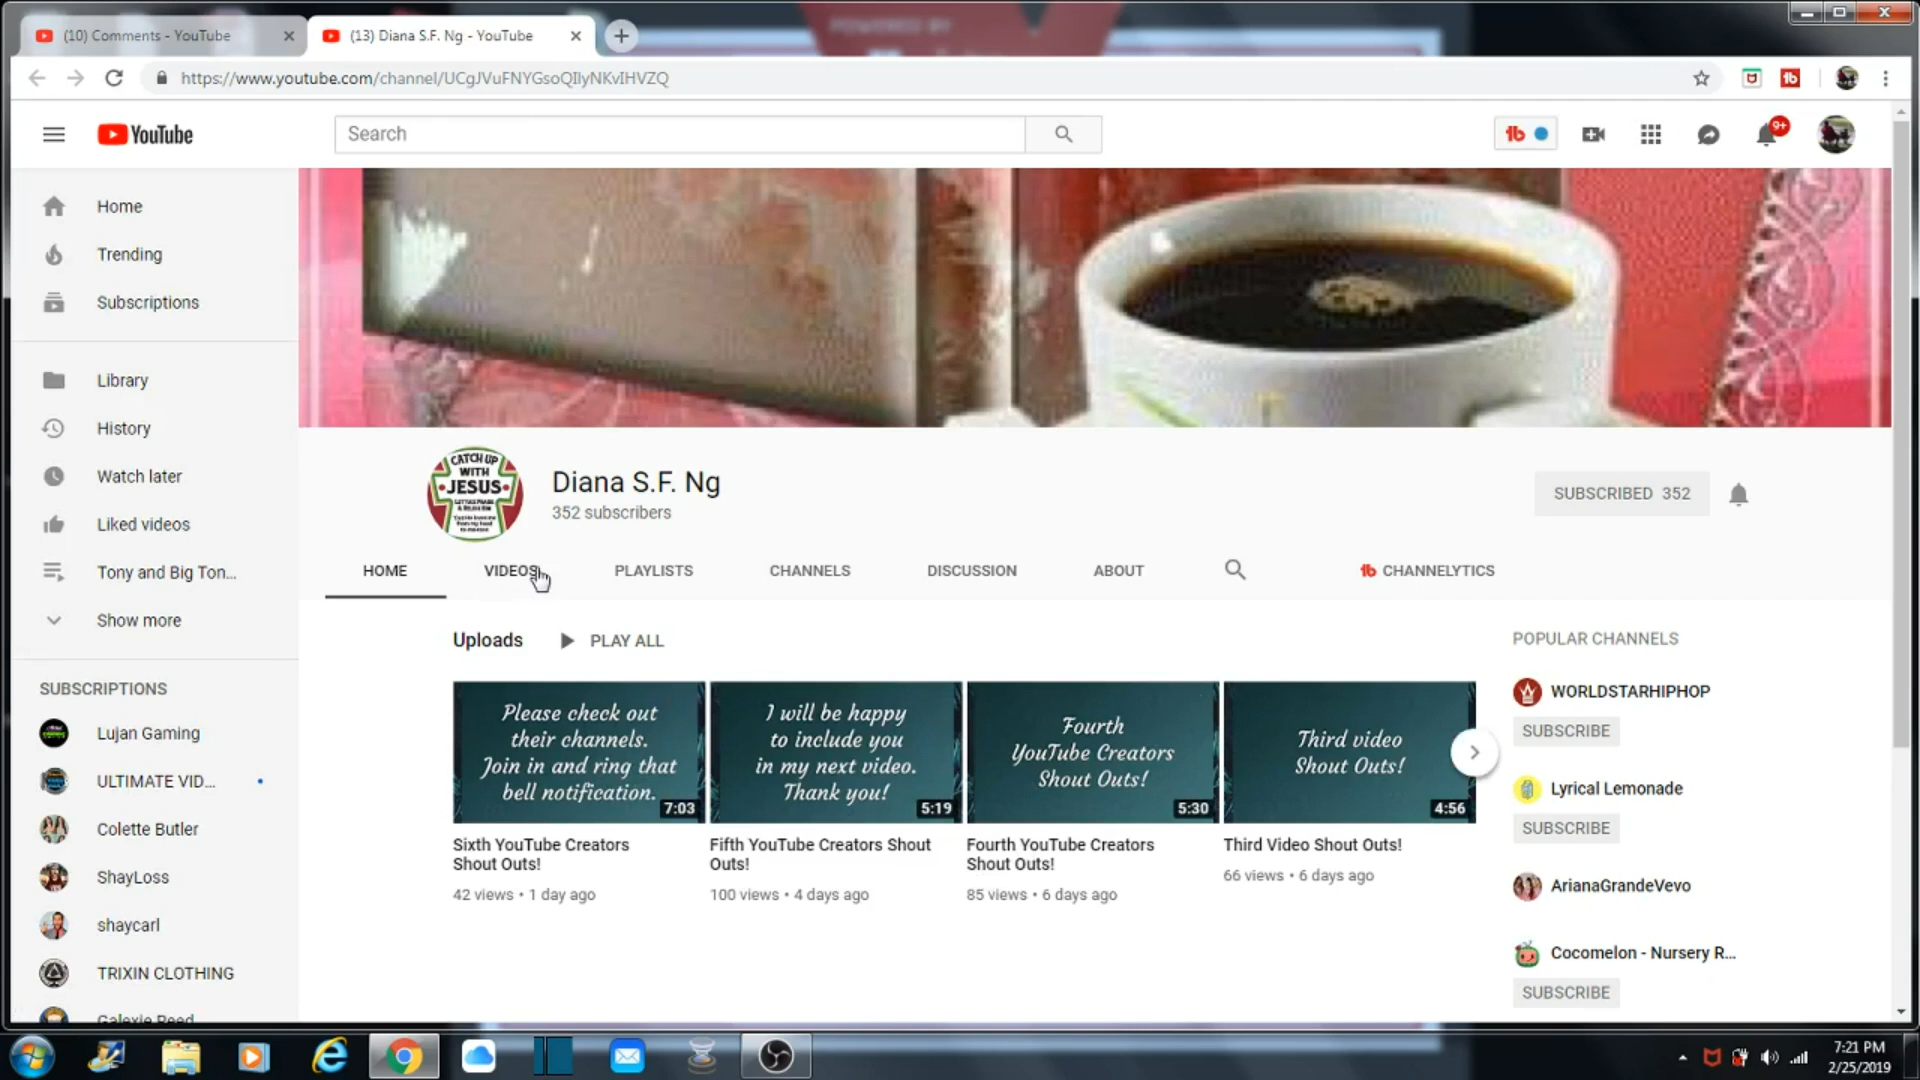 POWERED BY
(10) Comments - YouTube
(13) Diana S.F. Ng - YouTube
https://www.youtube.com/channel/UCgJVuFNYGsoQIlyNKvIHVZQ
YouTube
Search
9+
Home
Trending
Subscriptions
Library
History
Watch later
Liked videos
Tony and Big Ton...
Show more
SUBSCRIPTIONS
Lujan Gaming
ULTIMATE VID...
Colette Butler
ShayLoss
shaycarl
TRIXIN CLOTHING
Galexie Reed
CATCH UP
WITH
JESUS
Diana S.F. Ng
352 subscribers
SUBSCRIBED 352
HOME
VIDEOS
PLAYLISTS
CHANNELS
DISCUSSION
ABOUT
CHANNELYTICS
Uploads
PLAY ALL
Please check out
their channels.
Join in and ring that
bell notification.
7:03
Sixth YouTube Creators
Shout Outs!
42 views • 1 day ago
I will be happy
to include you
in my next video.
Thank you!
5:19
Fifth YouTube Creators Shout
Outs!
100 views • 4 days ago
Fourth
YouTube Creators
Shout Outs!
5:30
Fourth YouTube Creators
Shout Outs!
85 views • 6 days ago
Third video
Shout Outs!
4:56
Third Video Shout Outs!
66 views • 6 days ago
POPULAR CHANNELS
WORLDSTARHIPHOP
SUBSCRIBE
Lyrical Lemonade
SUBSCRIBE
ArianaGrandeVevo
Cocomelon - Nursery R...
SUBSCRIBE
7:21 PM
2/25/2019